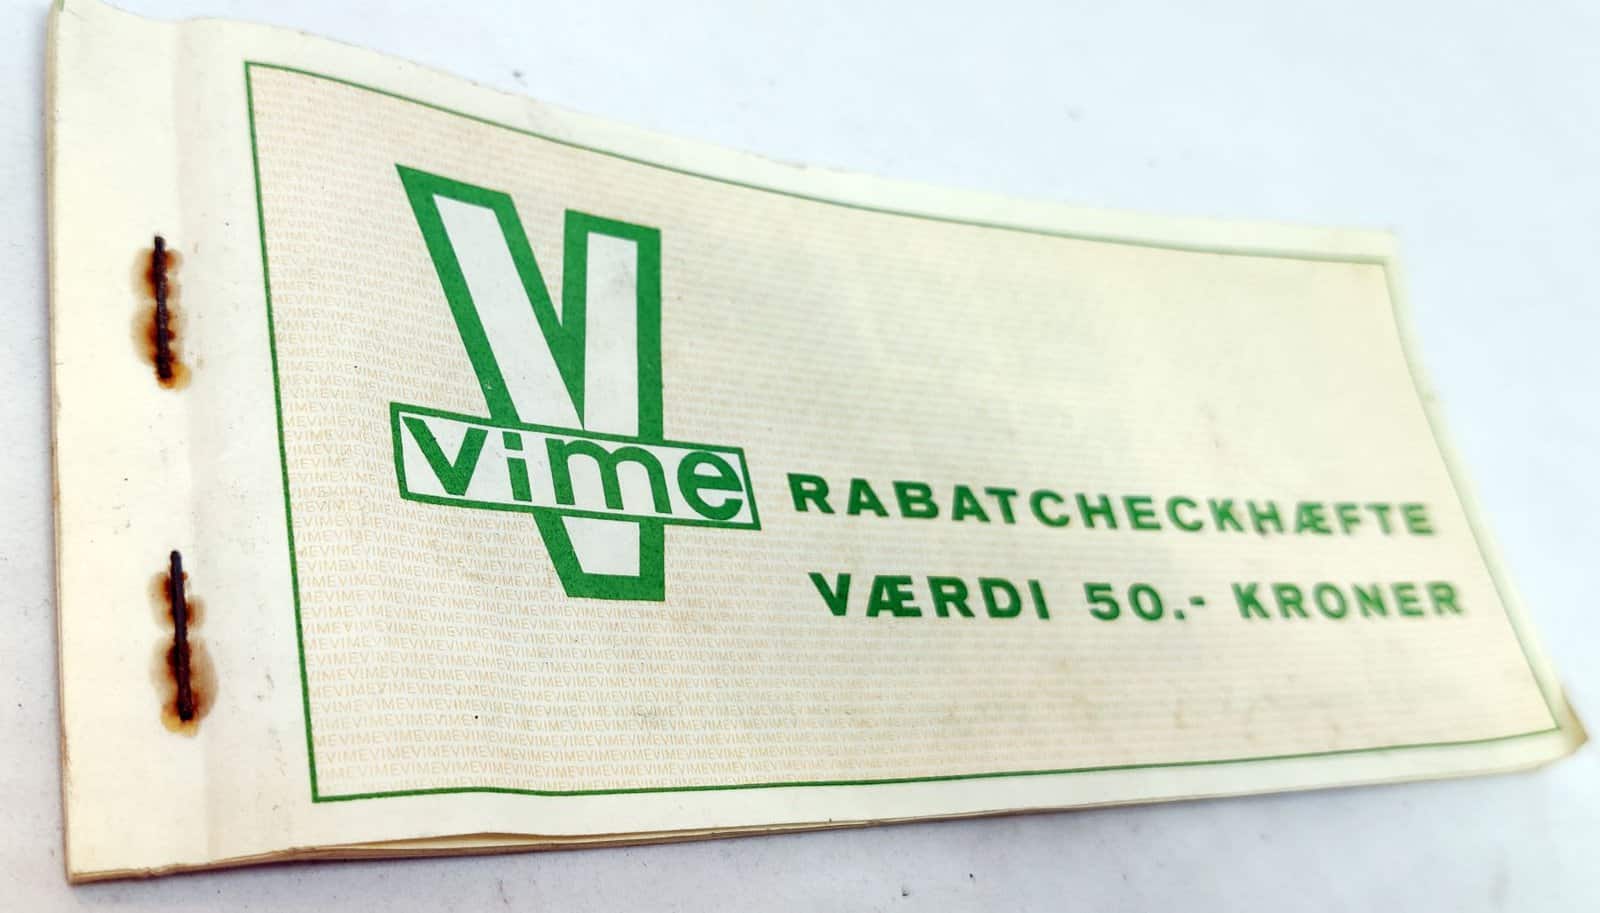 V
vime
RABATCHECKHÆFTE
VÆRDI 50.- KRONER